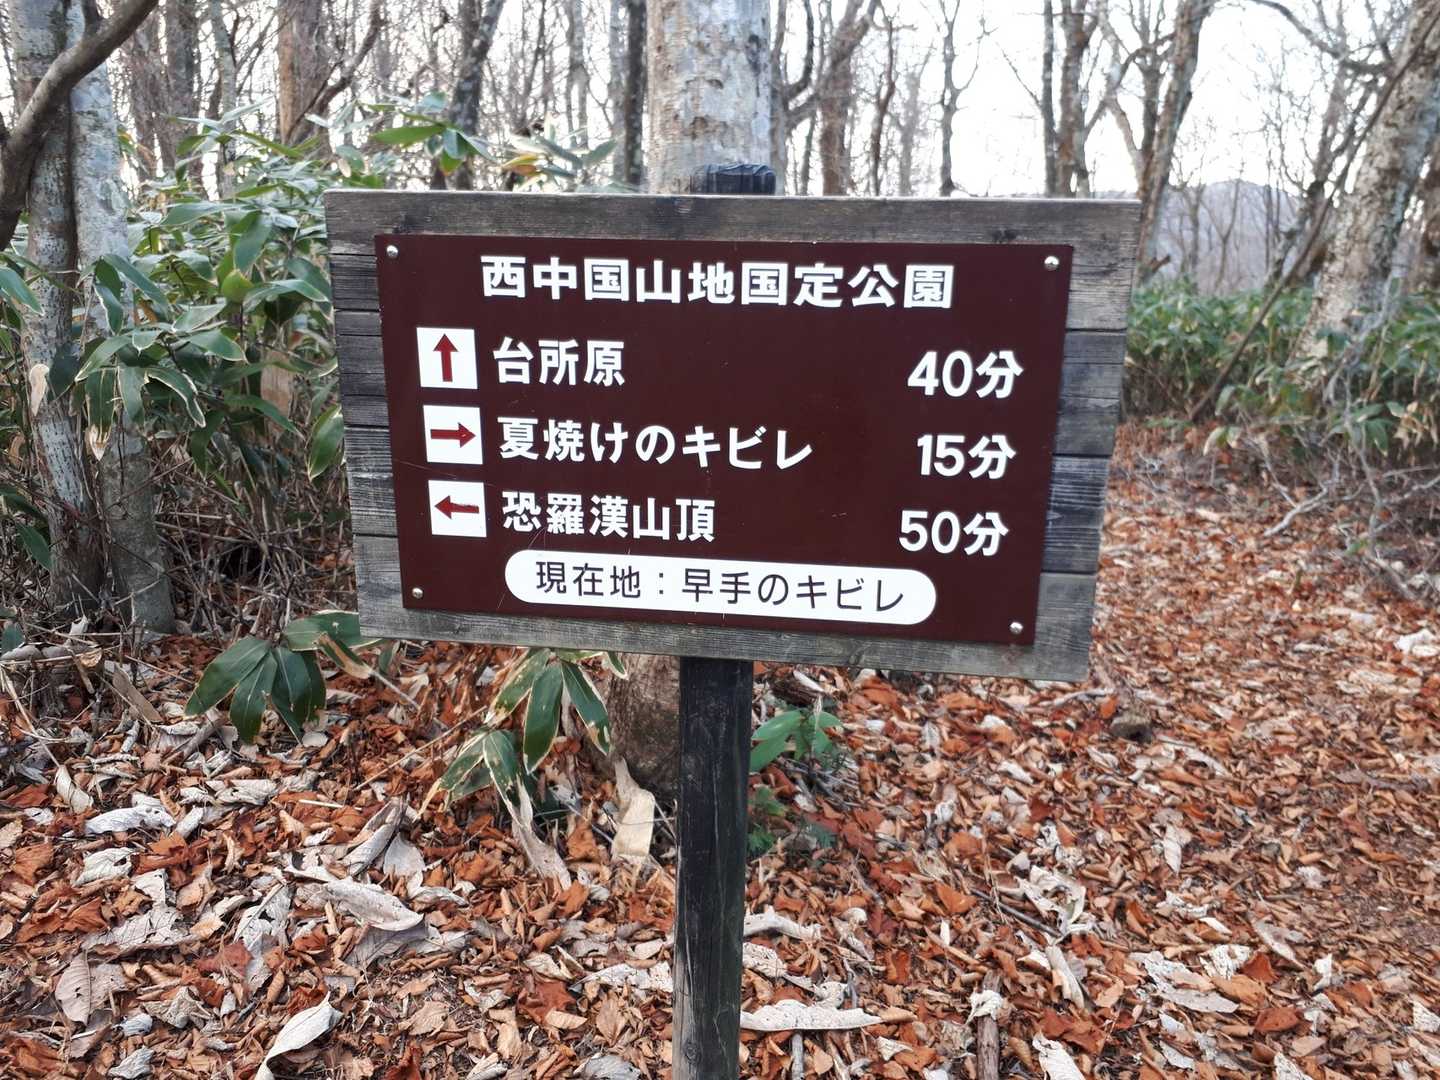 西中国山地国定公園
↑ 台所原 40分
→ 夏焼けのキビレ 15分
← 恐羅漢山頂 50分
現在地：早手のキビレ